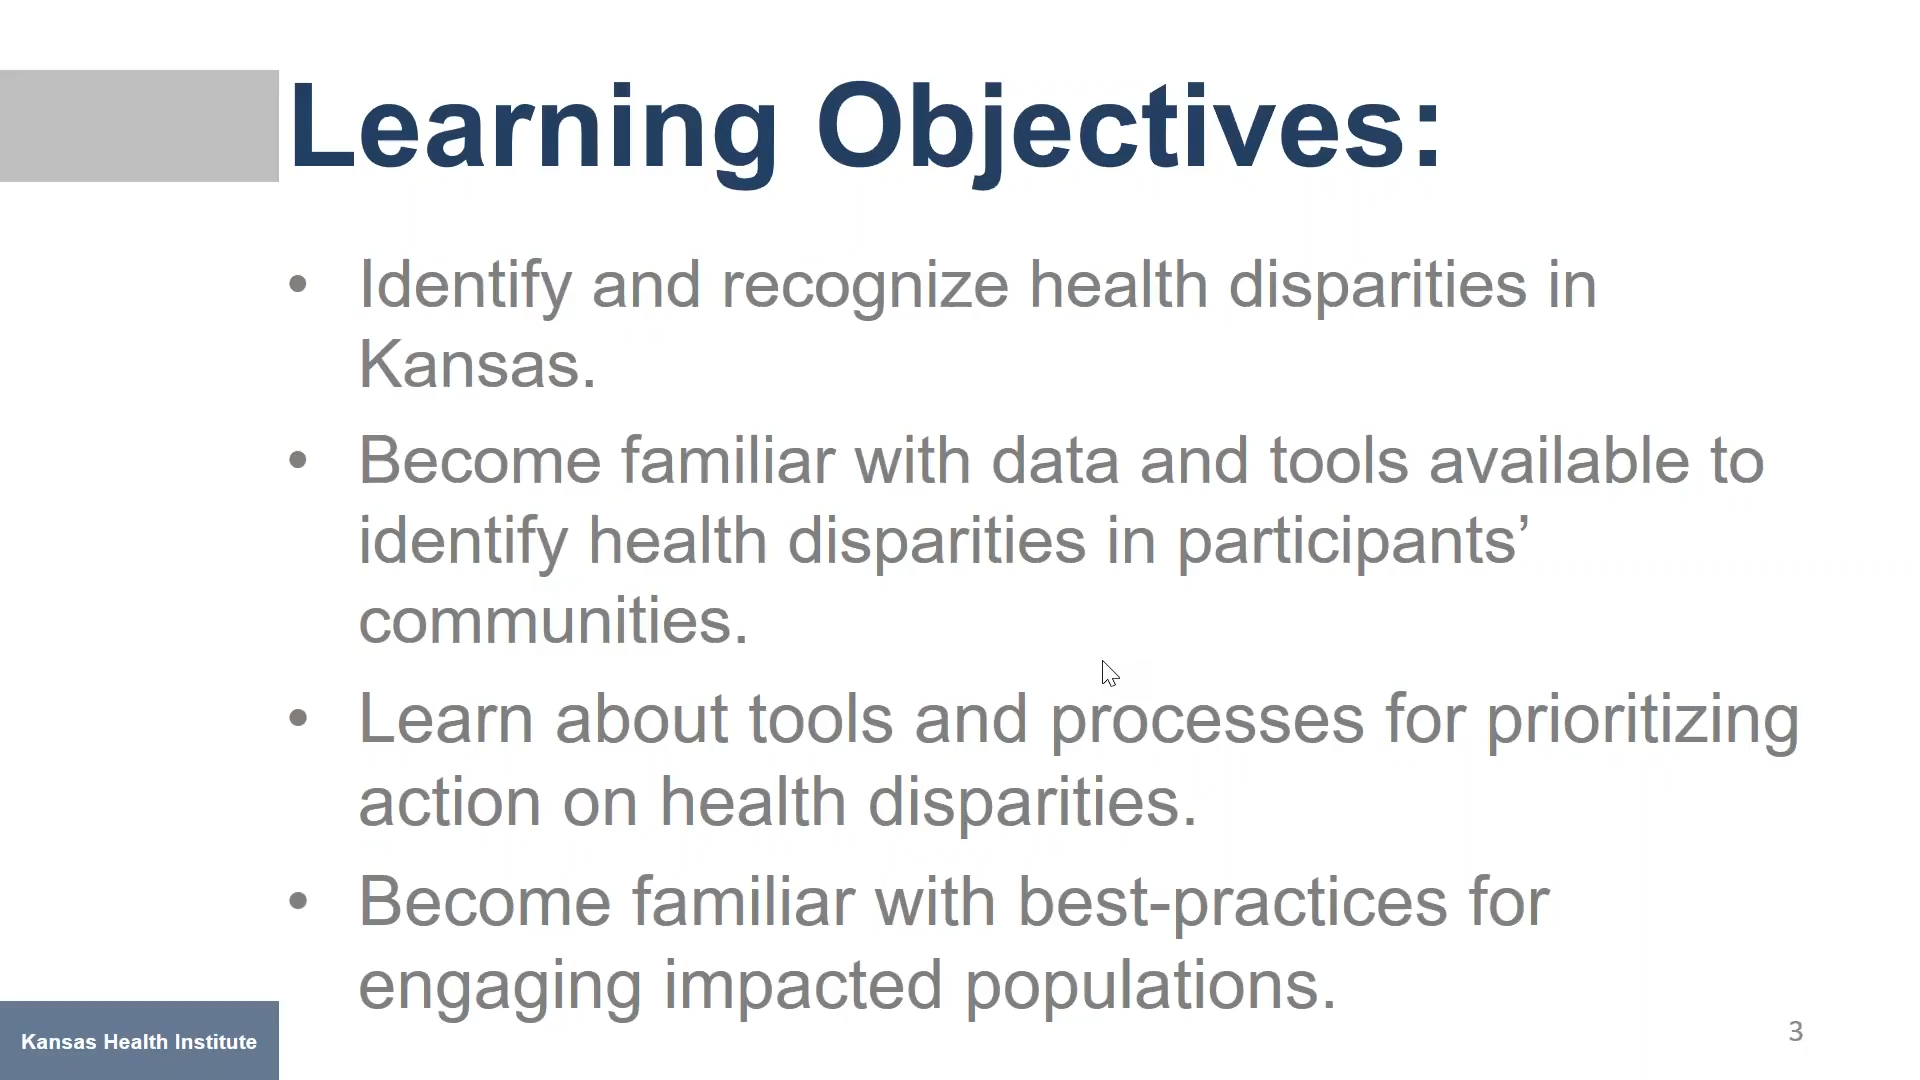 Learning Objectives:
• Identify and recognize health disparities in
Kansas.
• Become familiar with data and tools available to
identify health disparities in participants’
communities.
• Learn about tools and processes for prioritizing
action on health disparities.
• Become familiar with best-practices for
engaging impacted populations.
Kansas Health Institute
3